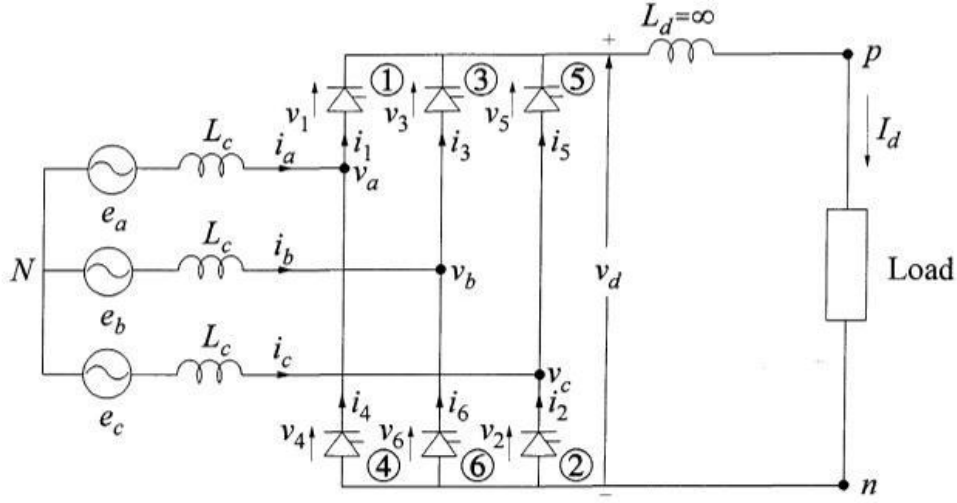 + L_d=∞
p
① ③ ⑤
v_1 v_3 v_5
I_d
L_c i_a i_1 i_3 i_5
v_a
e_a
L_c i_b
N v_b v_d Load
e_b
L_c i_c
v_c
e_c i_4 i_6 i_2
v_4 v_6 v_2
④ ⑥ ②
− n